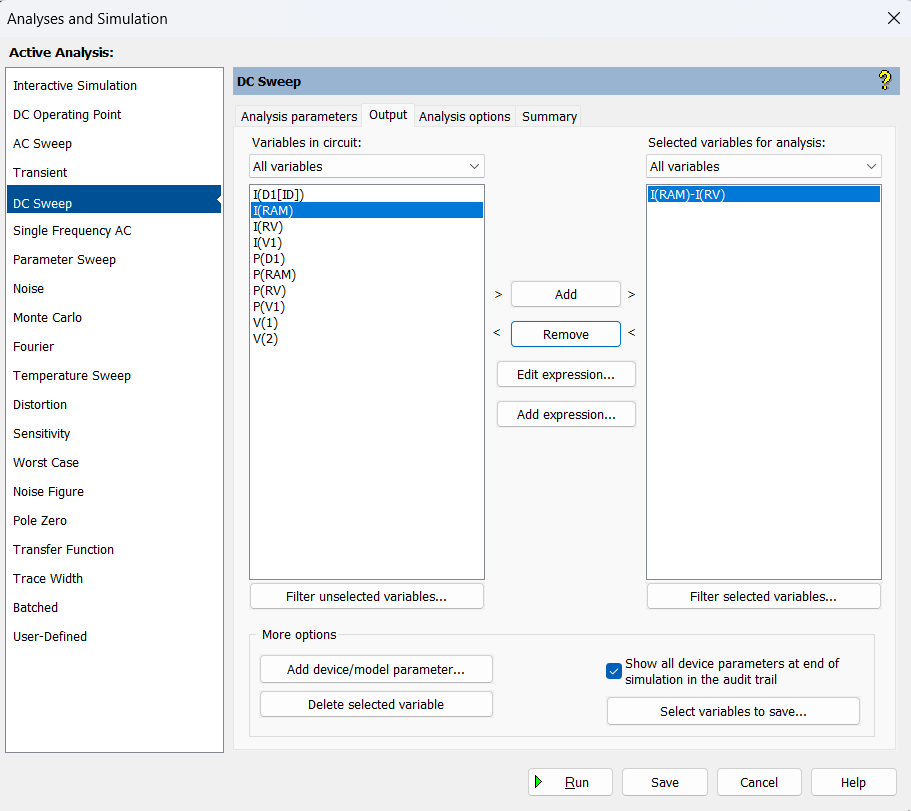 Analyses and Simulation
Active Analysis:
Interactive Simulation
DC Operating Point
AC Sweep
Transient
DC Sweep
Single Frequency AC
Parameter Sweep
Noise
Monte Carlo
Fourier
Temperature Sweep
Distortion
Sensitivity
Worst Case
Noise Figure
Pole Zero
Transfer Function
Trace Width
Batched
User-Defined
DC Sweep
Analysis parameters
Output
Analysis options
Summary
Variables in circuit:
All variables
I(D1[ID])
I(RAM)
I(RV)
I(V1)
P(D1)
P(RAM)
P(RV)
P(V1)
V(1)
V(2)
Filter unselected variables...
> Add >
< Remove <
Edit expression...
Add expression...
Selected variables for analysis:
All variables
I(RAM)-I(RV)
Filter selected variables...
More options
Add device/model parameter...
Delete selected variable
Show all device parameters at end of
simulation in the audit trail
Select variables to save...
Run
Save
Cancel
Help